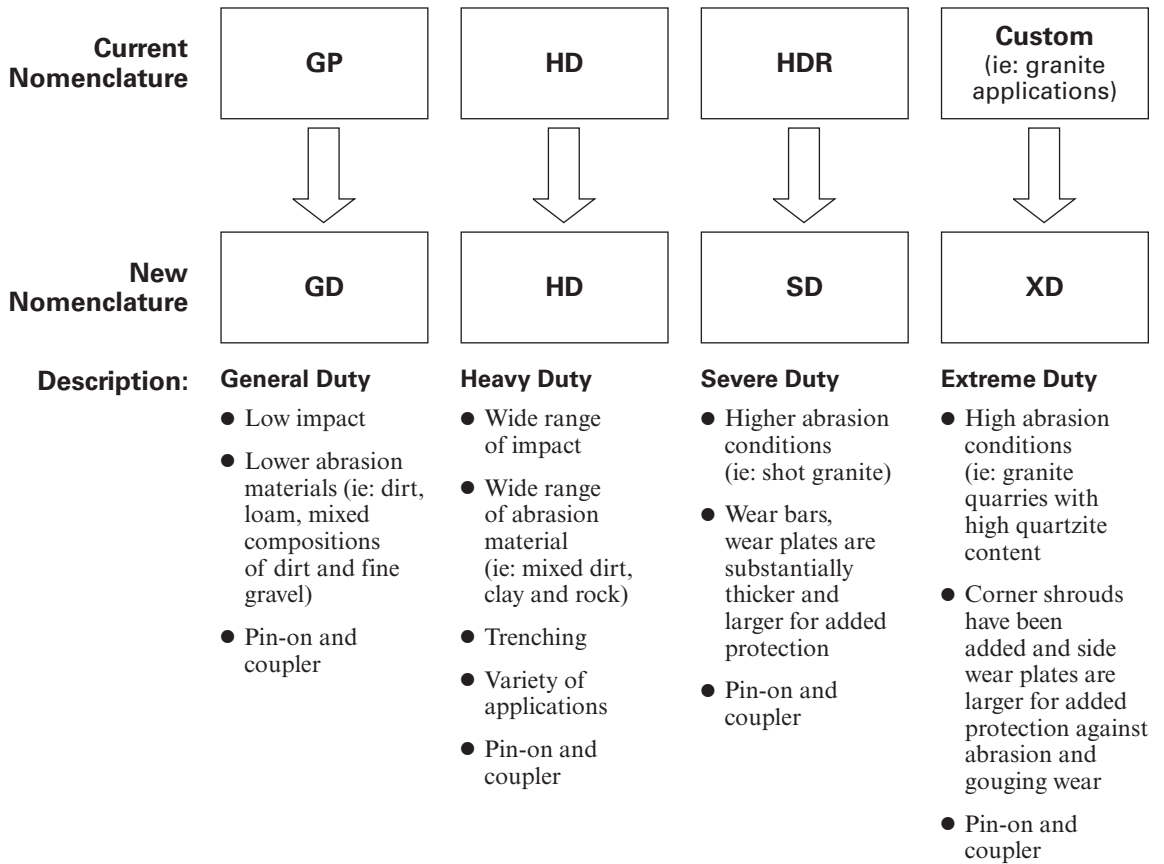 Current
Nomenclature
GP
HD
HDR
Custom
(ie: granite
applications)
New
Nomenclature
GD
HD
SD
XD
Description:
General Duty
● Low impact
● Lower abrasion
materials (ie: dirt,
loam, mixed
compositions
of dirt and fine
gravel)
● Pin-on and
coupler
Heavy Duty
● Wide range
of impact
● Wide range
of abrasion
material
(ie: mixed dirt,
clay and rock)
● Trenching
● Variety of
applications
● Pin-on and
coupler
Severe Duty
● Higher abrasion
conditions
(ie: shot granite)
● Wear bars,
wear plates are
substantially
thicker and
larger for added
protection
● Pin-on and
coupler
Extreme Duty
● High abrasion
conditions
(ie: granite
quarries with
high quartzite
content
● Corner shrouds
have been
added and side
wear plates are
larger for added
protection against
abrasion and
gouging wear
● Pin-on and
coupler